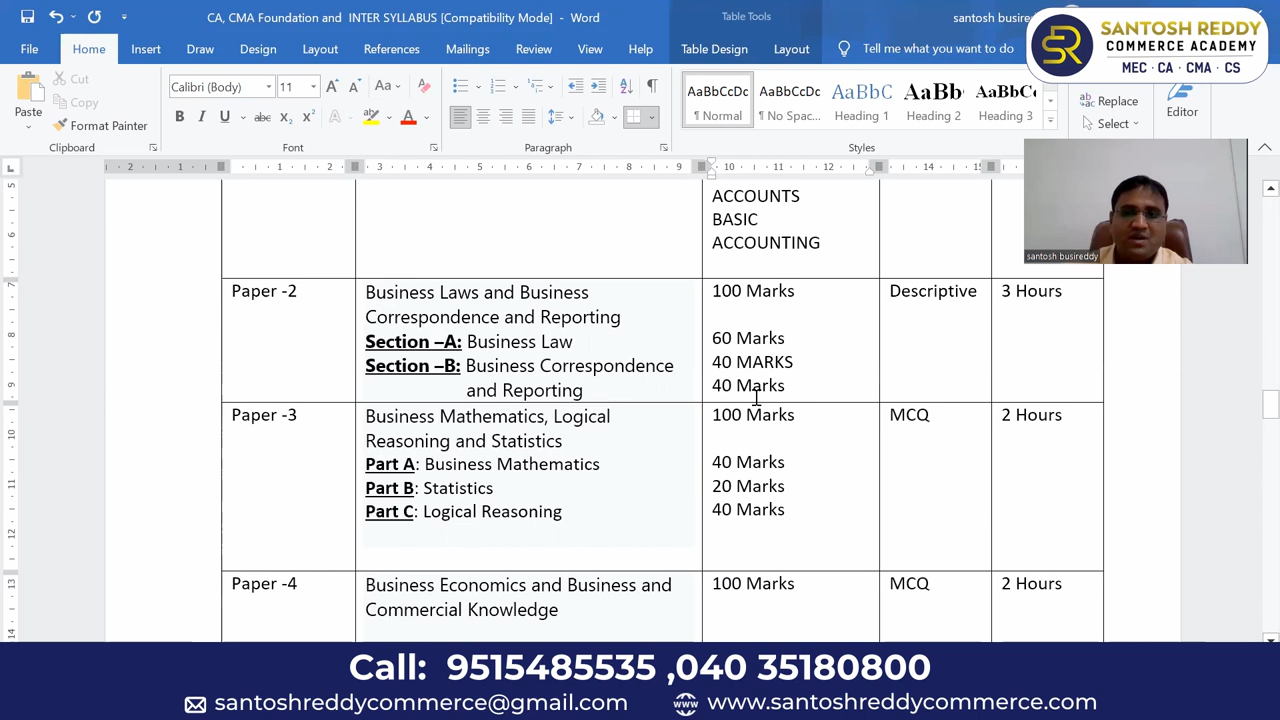 CA, CMA Foundation and INTER SYLLABUS [Compatibility Mode] - Word
Table Tools
santosh busire
SANTOSH REDDY
COMMERCE ACADEMY
MEC · CA · CMA · CS
SR
File Home Insert Draw Design Layout References Mailings Review View Help Table Design Layout Tell me what you want to do
Paste
Cut
Copy
Format Painter
Clipboard
Calibri (Body) 11
Font
Paragraph
AaBbCcDc AaBbCcDc AaBbC AaBb AaBbC
¶ Normal ¶ No Spac... Heading 1 Heading 2 Heading 3
Styles
Replace
Select
Editor
santosh busireddy
ACCOUNTS
BASIC
ACCOUNTING
Paper -2
Business Laws and Business
Correspondence and Reporting
Section –A: Business Law
Section –B: Business Correspondence
and Reporting
100 Marks
60 Marks
40 MARKS
40 Marks
Descriptive
3 Hours
Paper -3
Business Mathematics, Logical
Reasoning and Statistics
Part A: Business Mathematics
Part B: Statistics
Part C: Logical Reasoning
100 Marks
40 Marks
20 Marks
40 Marks
MCQ
2 Hours
Paper -4
Business Economics and Business and
Commercial Knowledge
100 Marks
MCQ
2 Hours
Call: 9515485535 ,040 35180800
santoshreddycommerce@gmail.com www.santoshreddycommerce.com